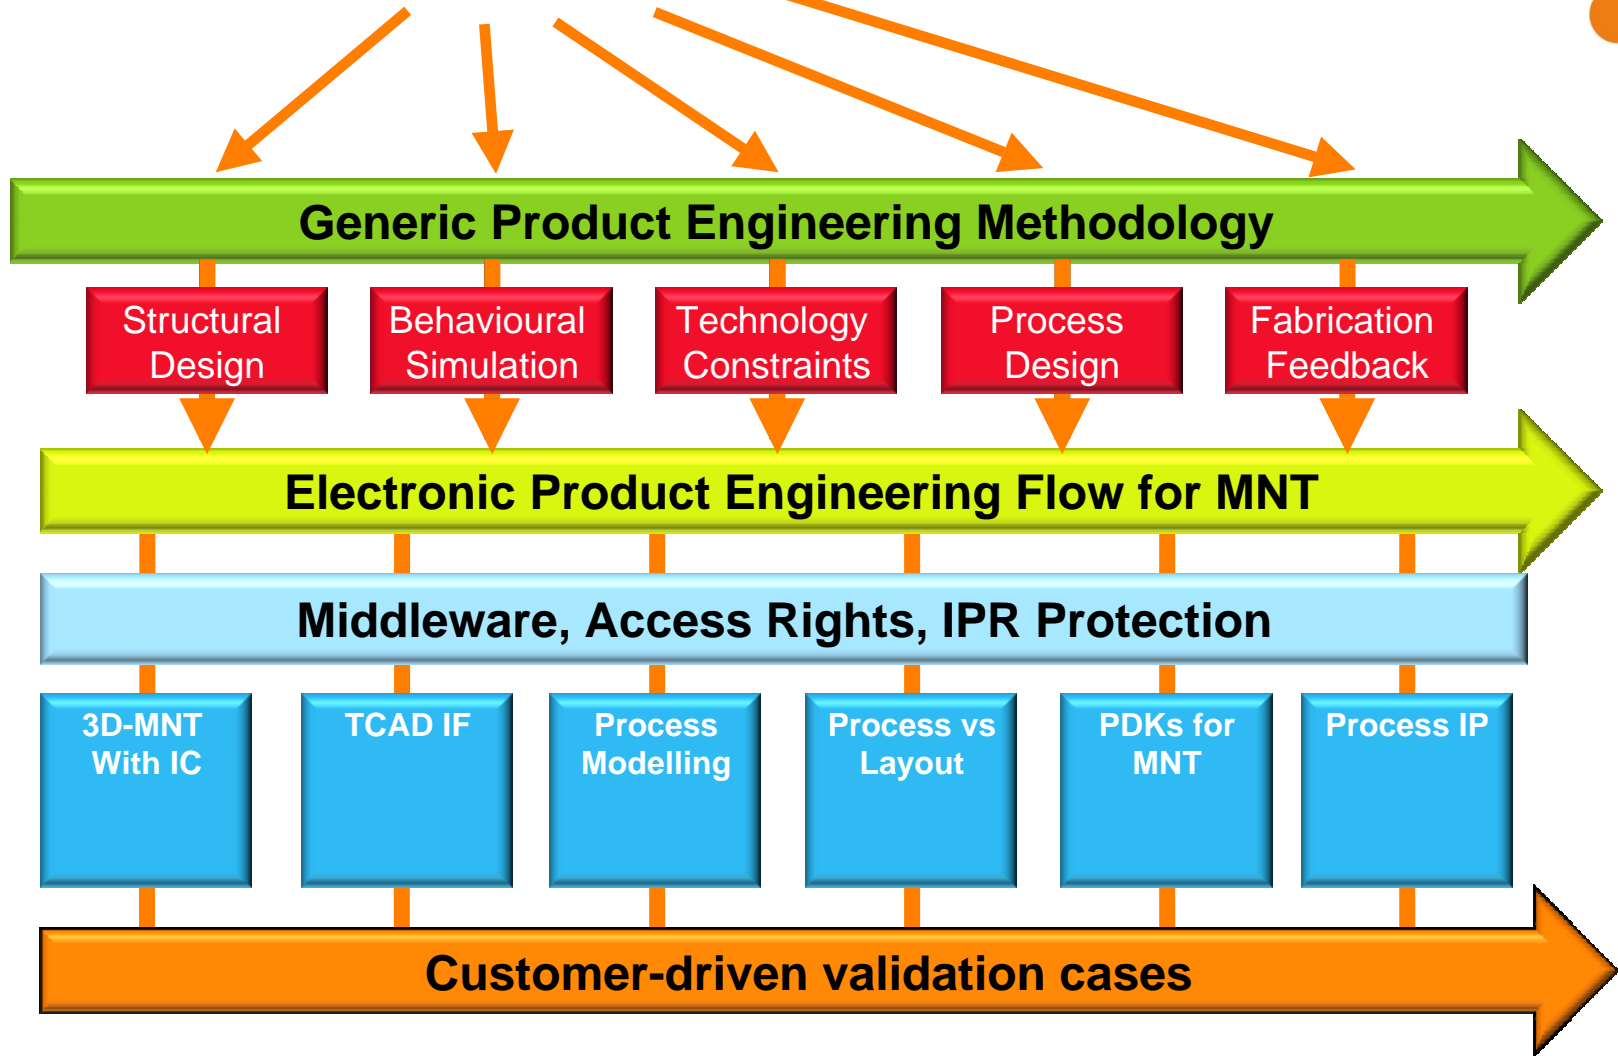 Generic Product Engineering Methodology
Structural
Design
Behavioural
Simulation
Technology
Constraints
Process
Design
Fabrication
Feedback
Electronic Product Engineering Flow for MNT
Middleware, Access Rights, IPR Protection
3D-MNT
With IC
TCAD IF
Process
Modelling
Process vs
Layout
PDKs for
MNT
Process IP
Customer-driven validation cases